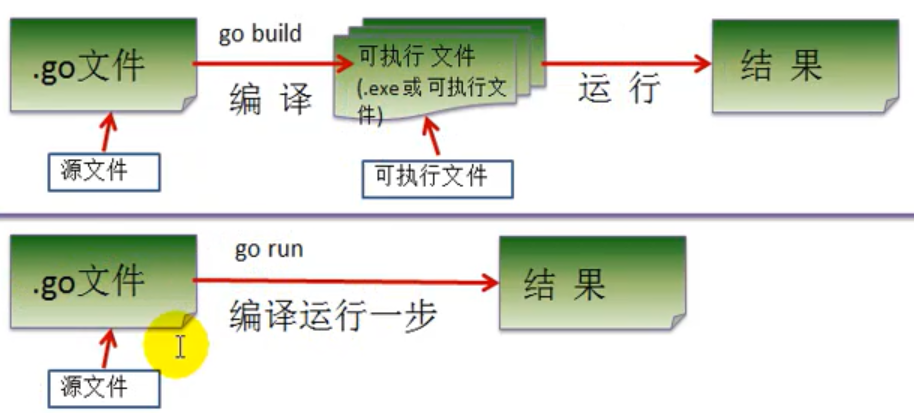 .go文件
go build
编 译
可执行 文件
(.exe或 可执行文
件)
运 行
结 果
源文件
可执行文件
.go文件
go run
编译运行一步
结 果
源文件